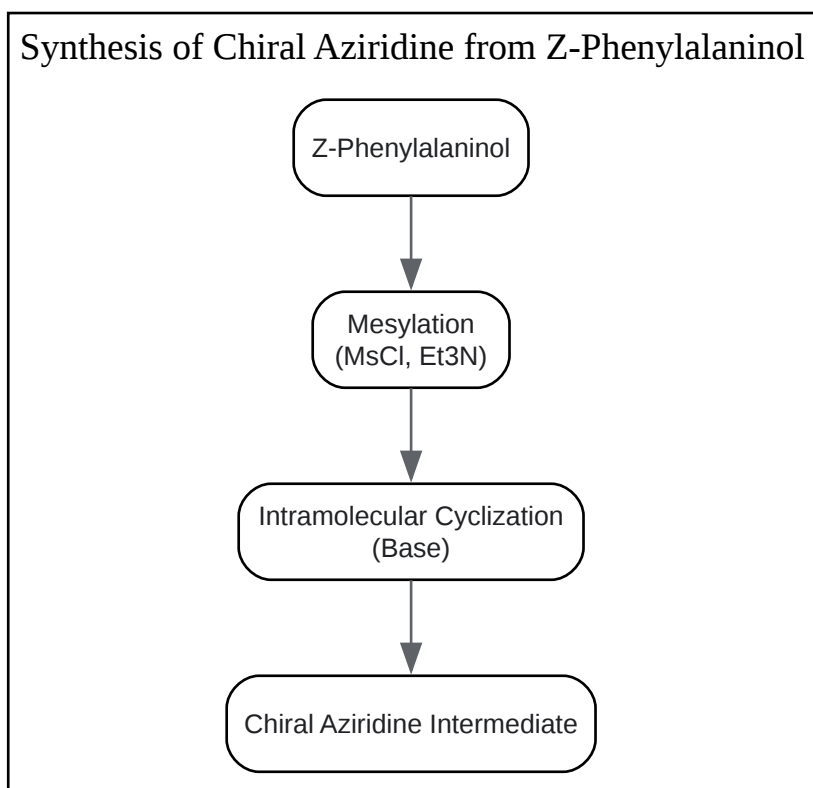 Synthesis of Chiral Aziridine from Z-Phenylalaninol
Z-Phenylalaninol
Mesylation
(MsCl, Et3N)
Intramolecular Cyclization
(Base)
Chiral Aziridine Intermediate